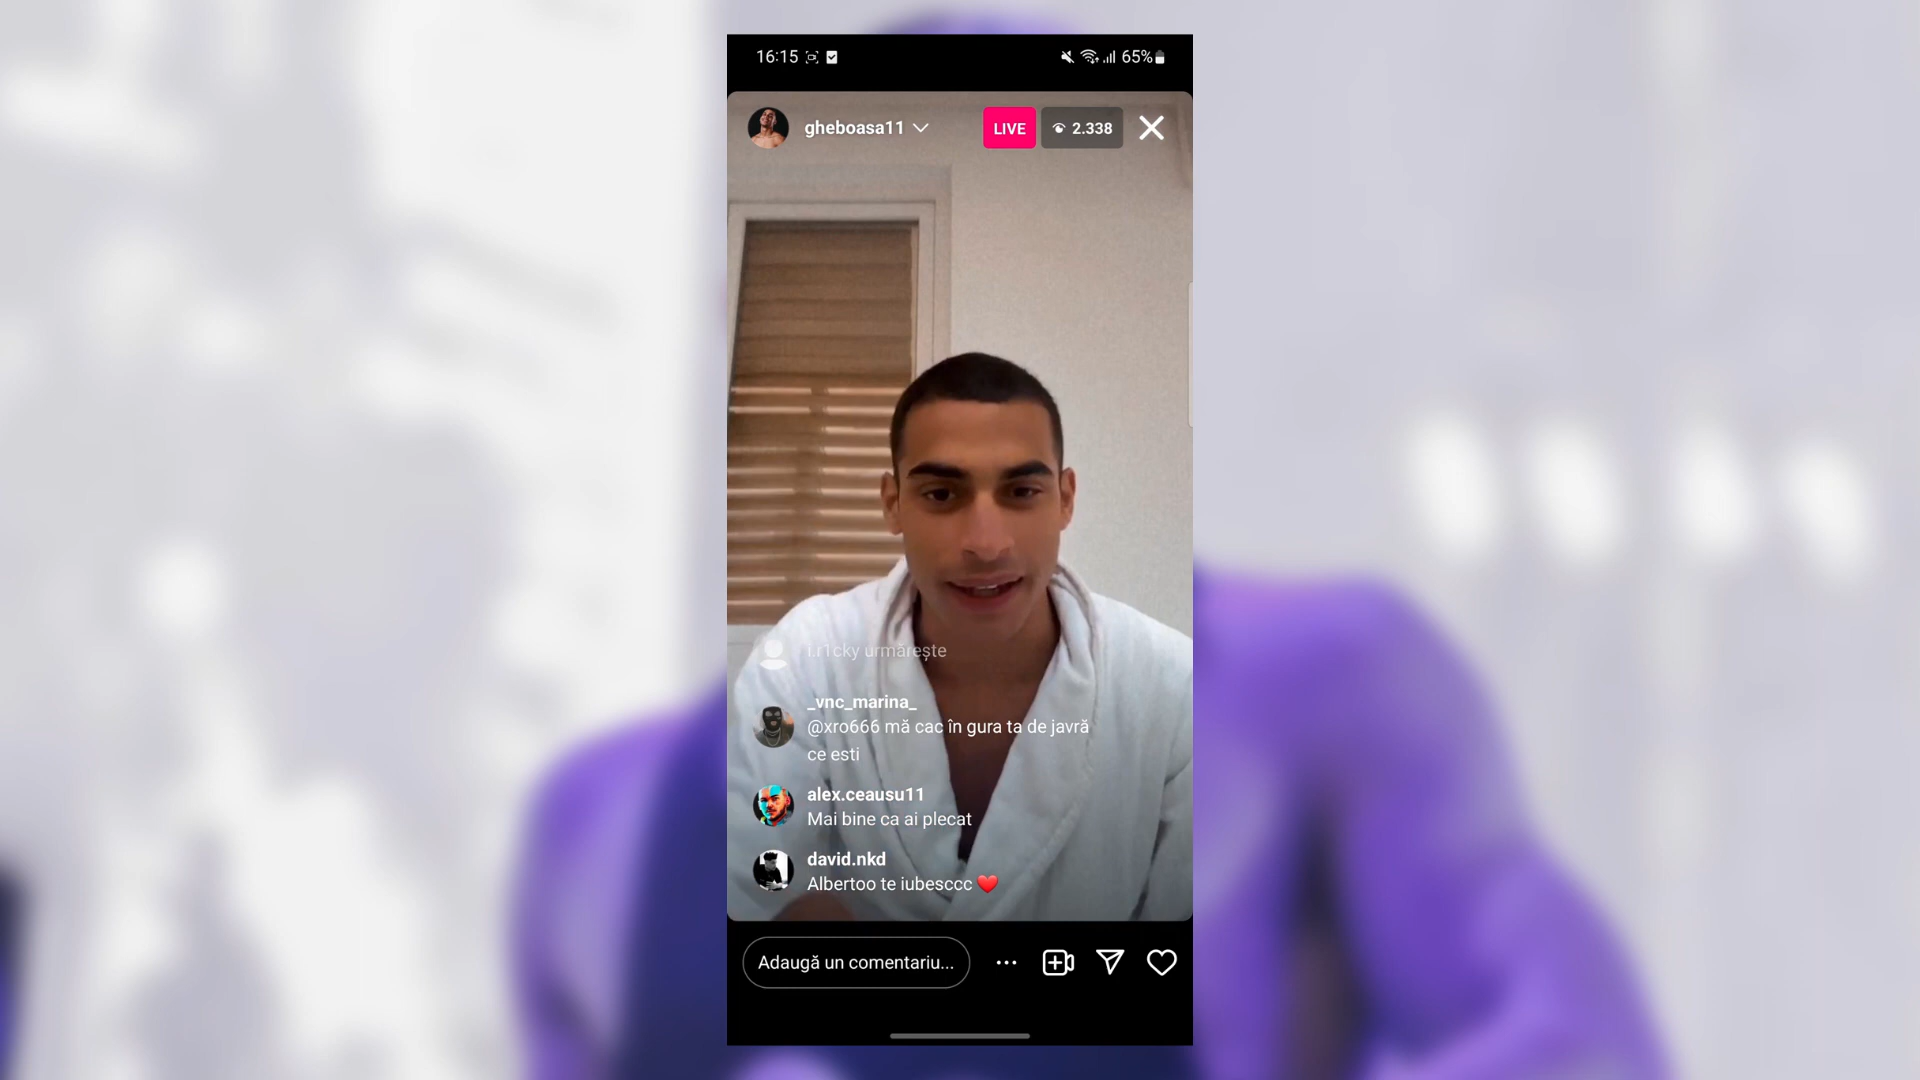 16:15
65%
gheboasa11
LIVE
2.338
i.r1cky urmărește
_vnc_marina_
@xro666 mă cac în gura ta de javră
ce esti
alex.ceausu11
Mai bine ca ai plecat
david.nkd
Albertoo te iubesccc ❤️
Adaugă un comentariu...